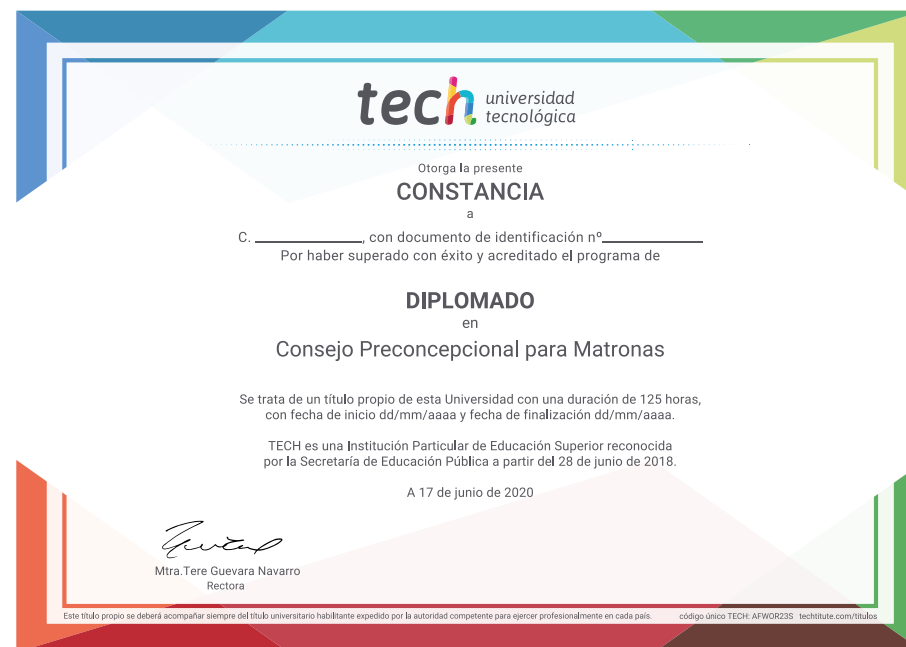 tech universidad
tecnológica
Otorga la presente
CONSTANCIA
a
C. ____________, con documento de identificación nº____________
Por haber superado con éxito y acreditado el programa de
DIPLOMADO
en
Consejo Preconcepcional para Matronas
Se trata de un título propio de esta Universidad con una duración de 125 horas,
con fecha de inicio dd/mm/aaaa y fecha de finalización dd/mm/aaaa.
TECH es una Institución Particular de Educación Superior reconocida
por la Secretaría de Educación Pública a partir del 28 de junio de 2018.
A 17 de junio de 2020
Mtra.Tere Guevara Navarro
Rectora
Este título propio se deberá acompañar siempre del título universitario habilitante expedido por la autoridad competente para ejercer profesionalmente en cada país. código único TECH: AFWOR23S techtitute.com/titulos